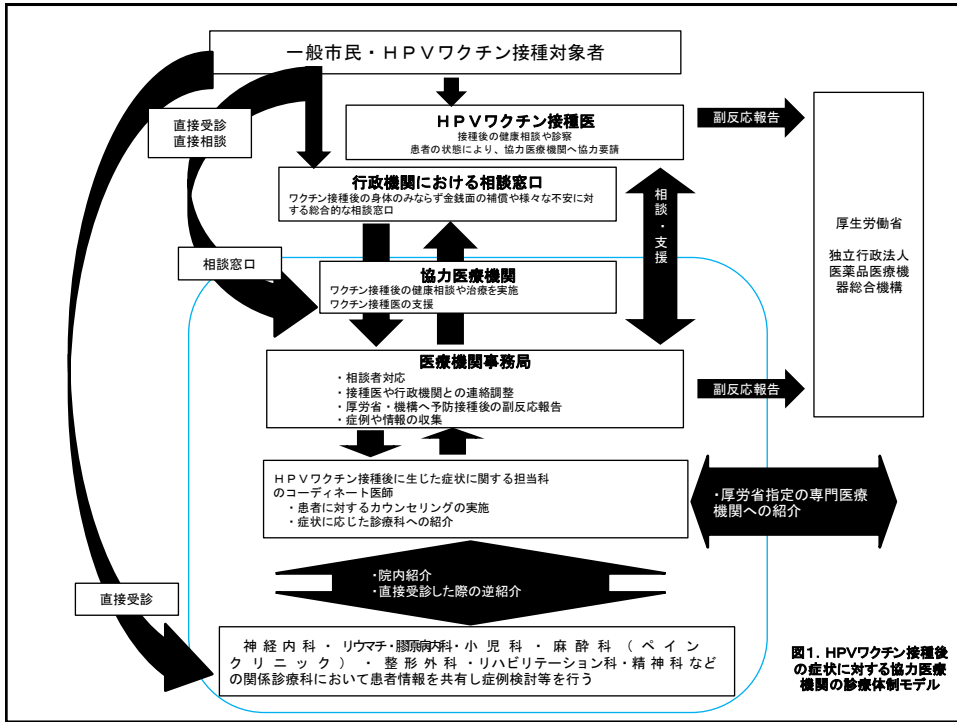 一般市民・ＨＰＶワクチン接種対象者
直接受診
直接相談
ＨＰＶワクチン接種医
接種後の健康相談や診察
患者の状態により、協力医療機関へ協力要請
副反応報告
行政機関における相談窓口
ワクチン接種後の身体のみならず金銭面の補償や様々な不安に対
する総合的な相談窓口
相談・支援
厚生労働省
独立行政法人
医薬品医療機
器総合機構
相談窓口
協力医療機関
ワクチン接種後の健康相談や治療を実施
ワクチン接種医の支援
医療機関事務局
・相談者対応
・接種医や行政機関との連絡調整
・厚労省・機構へ予防接種後の副反応報告
・症例や情報の収集
副反応報告
ＨＰＶワクチン接種後に生じた症状に関する担当科
のコーディネート医師
・患者に対するカウンセリングの実施
・症状に応じた診療科への紹介
・厚労省指定の専門医療
機関への紹介
・院内紹介
・直接受診した際の逆紹介
直接受診
神経内科・リウマチ・膠原病内科・小児科・麻酔科（ペイン
クリニック）・整形外科・リハビリテーション科・精神科など
の関係診療科において患者情報を共有し症例検討等を行う
図1．HPVワクチン接種後
の症状に対する協力医療
機関の診療体制モデル